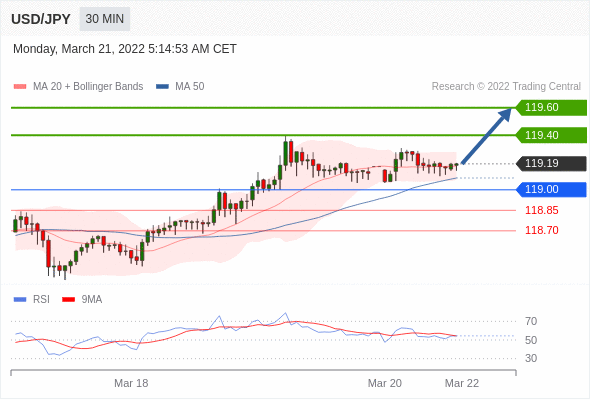 USD/JPY 30 MIN
Monday, March 21, 2022 5:14:53 AM CET
MA 20 + Bollinger Bands MA 50 Research © 2022 Trading Central
119.60
119.40
119.19
119.00
118.85
118.70
RSI 9MA
70
50
30
Mar 18 Mar 20 Mar 22